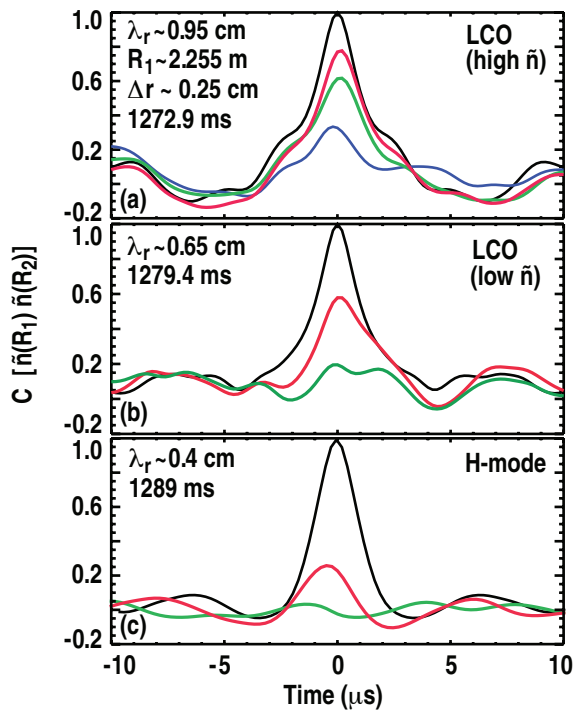 1.0
0.6
0.2
-0.2
λr ~0.95 cm
R1~2.255 m
Δr ~ 0.25 cm
1272.9 ms
LCO
(high ñ)
(a)
1.0
0.6
0.2
-0.2
λr ~0.65 cm
1279.4 ms
LCO
(low ñ)
(b)
C [ñ(R1) ñ(R2)]
1.0
0.6
0.2
-0.2
λr ~0.4 cm
1289 ms
H-mode
(c)
-10 -5 0 5 10
Time (μs)